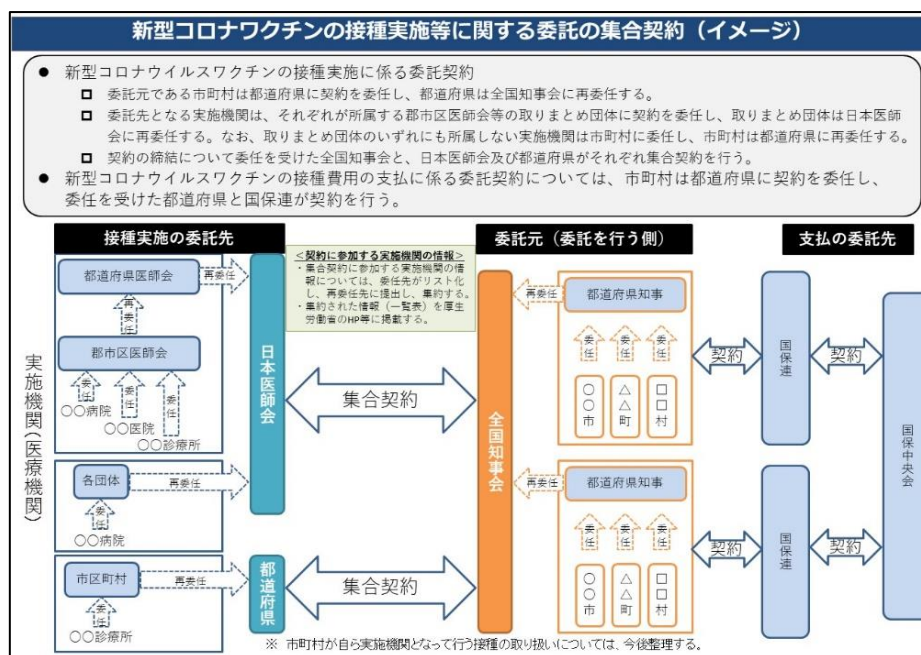 新型コロナワクチンの接種実施等に関する委託の集合契約（イメージ）
● 新型コロナウイルスワクチンの接種実施に係る委託契約
□ 委託元である市町村は都道府県に契約を委任し、都道府県は全国知事会に再委任する。
□ 委託先となる実施機関は、それぞれが所属する郡市区医師会等の取りまとめ団体に契約を委任し、取りまとめ団体は日本医師
会に再委任する。なお、取りまとめ団体のいずれにも所属しない実施機関は市町村に委任し、市町村は都道府県に再委任する。
□ 契約の締結について委任を受けた全国知事会と、日本医師会及び都道府県がそれぞれ集合契約を行う。
● 新型コロナウイルスワクチンの接種費用の支払に係る委託契約については、市町村は都道府県に契約を委任し、
委任を受けた都道府県と国保連が契約を行う。
接種実施の委託先
委託元（委託を行う側）
支払の委託先
＜契約に参加する実施機関の情報＞
・集合契約に参加する実施機関の情
報については、委任先がリスト化
し、再委任先に提出し、集約する。
・集約された情報（一覧表）を厚生
労働省のHP等に掲載する。
実施機関(医療機関)
都道府県医師会
再委任
再委任
郡市区医師会
委任
委任
委任
〇〇病院
〇〇医院
〇〇診療所
各団体
再委任
委任
〇〇病院
市区町村
再委任
委任
〇〇診療所
日本医師会
都道府県
集合契約
集合契約
全国知事会
再委任
都道府県知事
委任
委任
委任
〇〇市
△△町
□□村
再委任
都道府県知事
委任
委任
委任
〇〇市
△△町
□□村
契約
国保連
契約
契約
国保連
契約
国保中央会
※ 市町村が自ら実施機関となって行う接種の取り扱いについては、今後整理する。